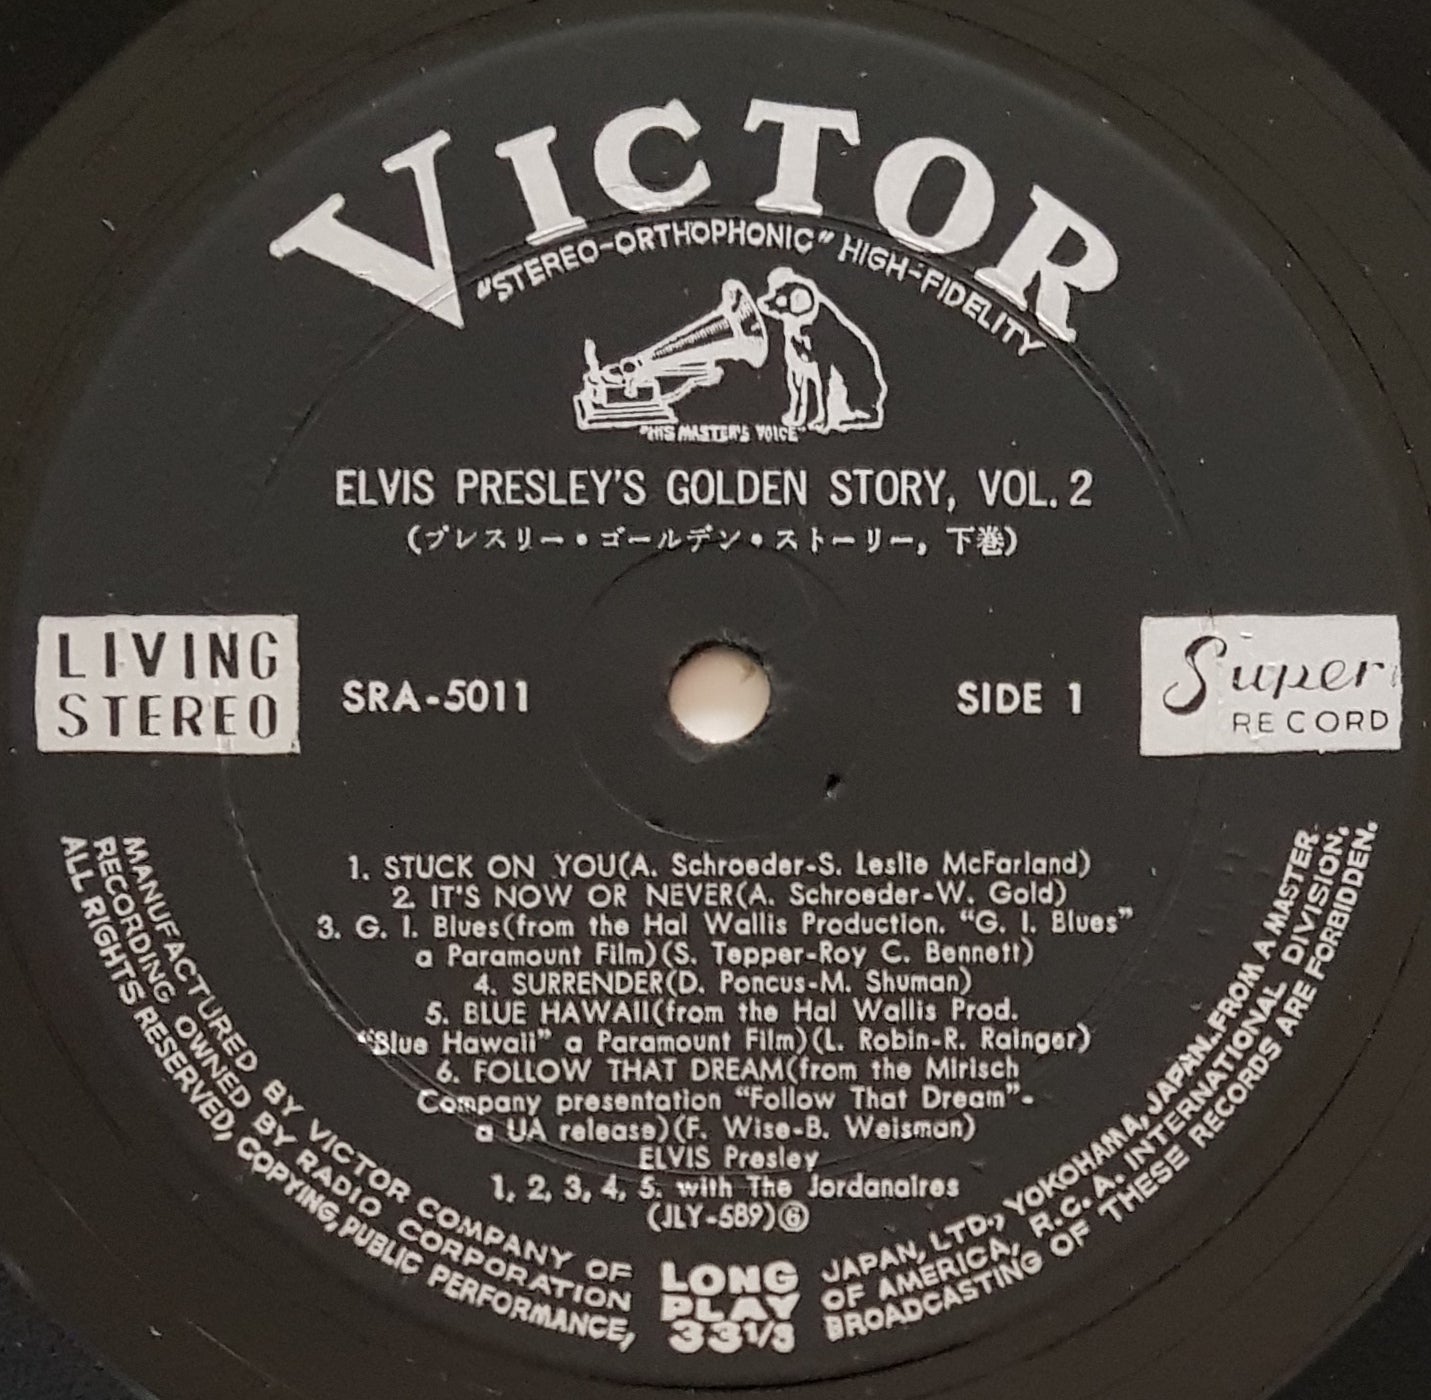 VICTOR
"STEREO-ORTHOPHONIC" HIGH-FIDELITY
"HIS MASTER'S VOICE"
ELVIS PRESLEY'S GOLDEN STORY, VOL. 2
(プレスリー・ゴールデン・ストーリー, 下巻)
LIVING
STEREO
SRA-5011
SIDE 1
Super
RECORD
1. STUCK ON YOU(A. Schroeder-S. Leslie McFarland)
2. IT'S NOW OR NEVER(A. Schroeder-W. Gold)
3. G. I. Blues(from the Hal Wallis Production. "G. I. Blues"
a Paramount Film)(S. Tepper-Roy C. Bennett)
4. SURRENDER(D. Poncus-M. Shuman)
5. BLUE HAWAII(from the Hal Wallis Prod.
"Blue Hawaii" a Paramount Film)(L. Robin-R. Rainger)
6. FOLLOW THAT DREAM(from the Mirisch
Company presentation "Follow That Dream"-
a UA release)(F. Wise-B. Weisman)
ELVIS Presley
1, 2, 3, 4, 5. with The Jordanaires
(JLY-589)⑥
LONG
PLAY
33 1/3
MANUFACTURED BY VICTOR COMPANY OF JAPAN, LTD., YOKOHAMA, JAPAN. FROM A MASTER
RECORDING OWNED BY RADIO CORPORATION OF AMERICA, R.C.A. INTERNATIONAL DIVISION.
ALL RIGHTS RESERVED, COPYING, PUBLIC PERFORMANCE, BROADCASTING OF THESE RECORDS ARE FORBIDDEN.